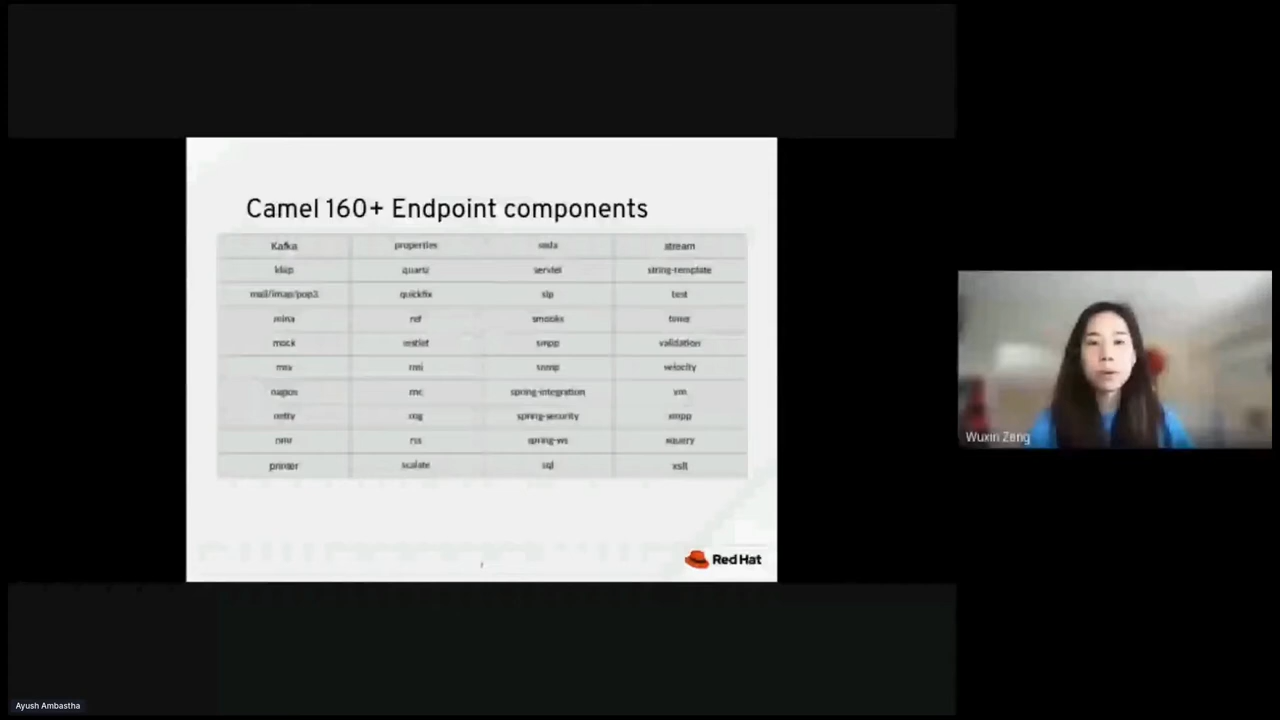 Camel 160+ Endpoint components
Kafka properties seda stream
ldap quartz servlet string-template
mail/imap/pop3 quickfix sip test
mina ref smooks timer
mock restlet smpp validation
rmi snmp velocity
nagios spring-integration vm
netty spring-security xmpp
nmr rss spring-ws xquery
printer scalate sql xslt
Red Hat
Wuxin Zeng
Ayush Ambastha